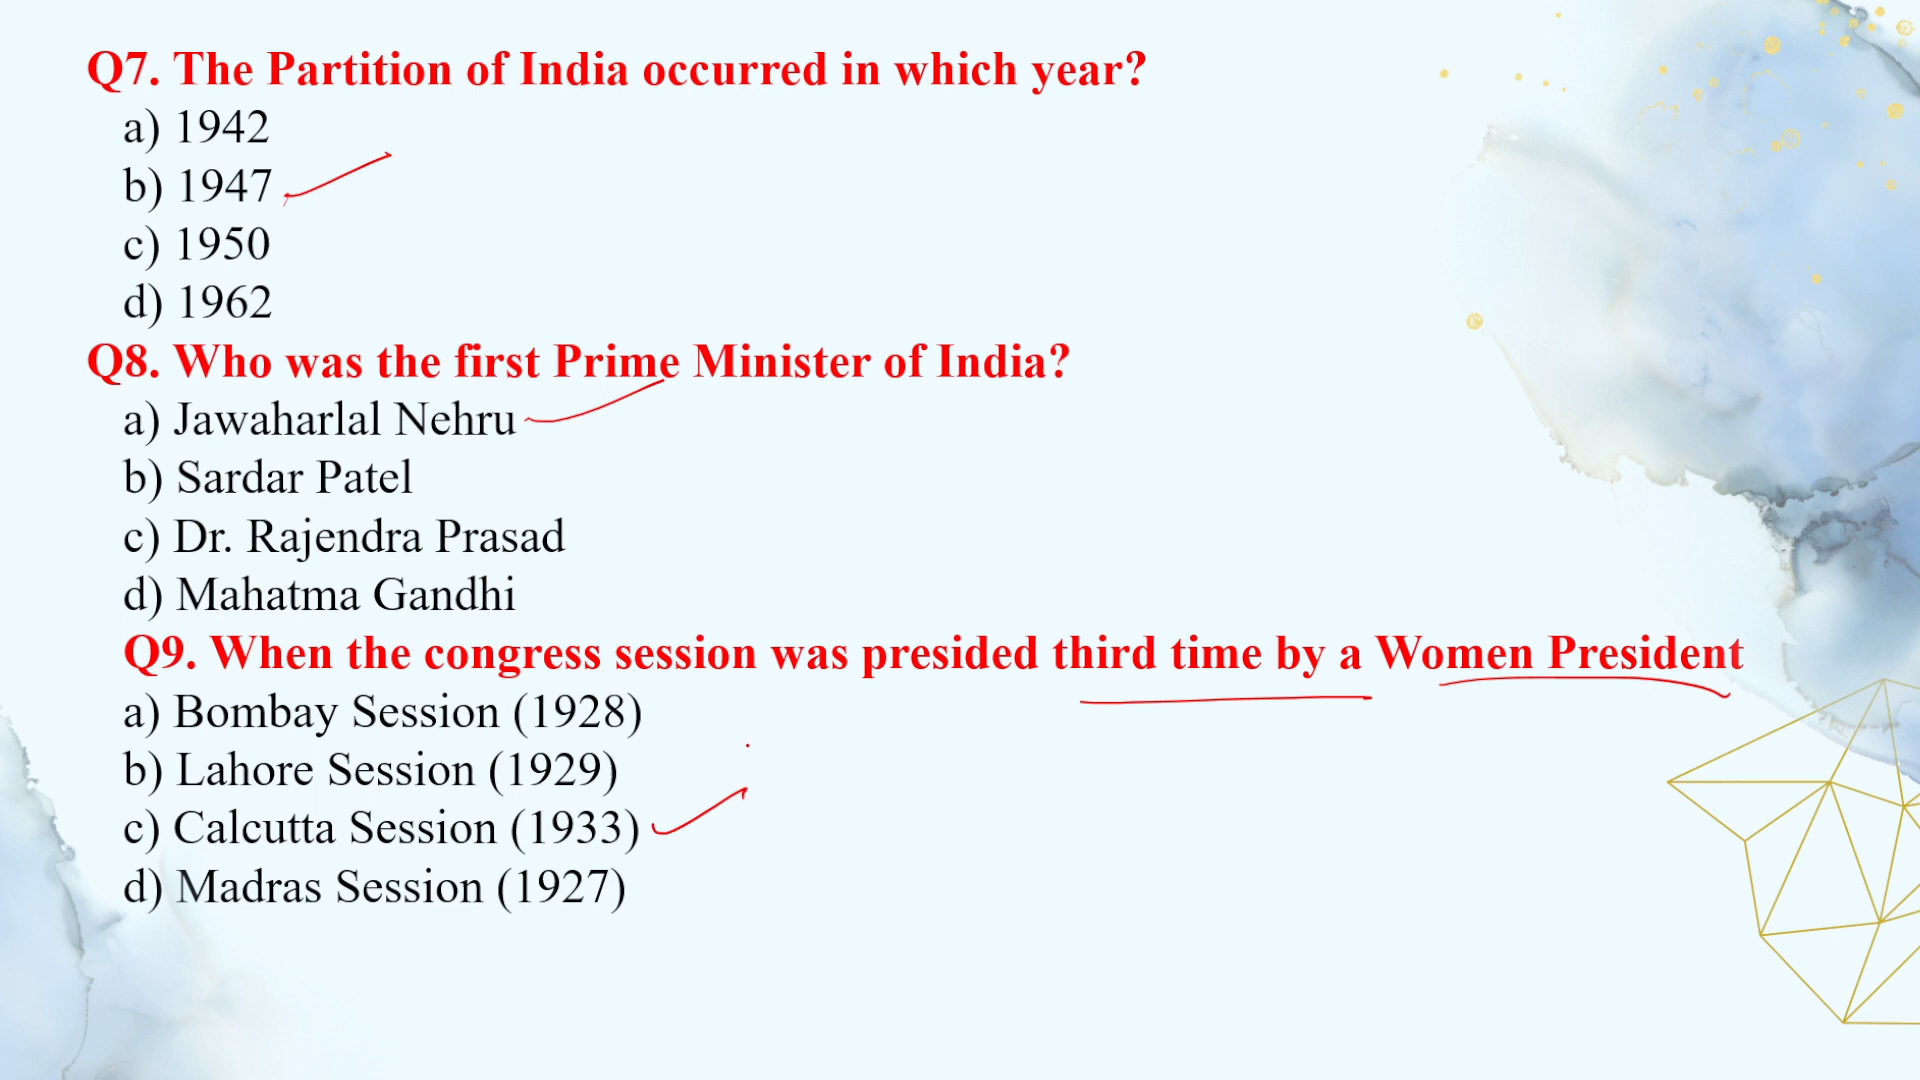 Q7. The Partition of India occurred in which year?
a) 1942
b) 1947
c) 1950
d) 1962
Q8. Who was the first Prime Minister of India?
a) Jawaharlal Nehru
b) Sardar Patel
c) Dr. Rajendra Prasad
d) Mahatma Gandhi
Q9. When the congress session was presided third time by a Women President
a) Bombay Session (1928)
b) Lahore Session (1929)
c) Calcutta Session (1933)
d) Madras Session (1927)